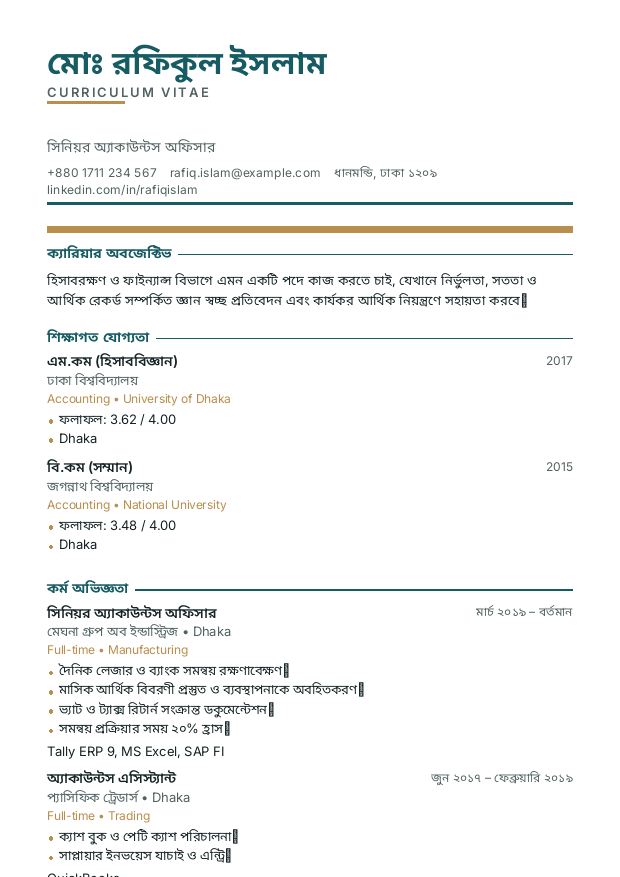 মোঃ রফিকুল ইসলাম
CURRICULUM VITAE
সিনিয়র অ্যাকাউন্টস অফিসার
+880 1711 234 567 rafiq.islam@example.com ধানমন্ডি, ঢাকা ১২০৯
linkedin.com/in/rafiqislam
ক্যারিয়ার অবজেক্টিভ
হিসাবরক্ষণ ও ফাইন্যান্স বিভাগে এমন একটি পদে কাজ করতে চাই, যেখানে নির্ভুলতা, সততা ও
আর্থিক রেকর্ড সম্পর্কিত জ্ঞান স্বচ্ছ প্রতিবেদন এবং কার্যকর আর্থিক নিয়ন্ত্রণে সহায়তা করবে
শিক্ষাগত যোগ্যতা
এম.কম (হিসাববিজ্ঞান) 2017
ঢাকা বিশ্ববিদ্যালয়
Accounting • University of Dhaka
• ফলাফল: 3.62 / 4.00
• Dhaka
বি.কম (সম্মান) 2015
জগন্নাথ বিশ্ববিদ্যালয়
Accounting • National University
• ফলাফল: 3.48 / 4.00
• Dhaka
কর্ম অভিজ্ঞতা
সিনিয়র অ্যাকাউন্টস অফিসার মার্চ ২০১৯ – বর্তমান
মেঘনা গ্রুপ অব ইন্ডাস্ট্রিজ • Dhaka
Full-time • Manufacturing
• দৈনিক লেজার ও ব্যাংক সমন্বয় রক্ষণাবেক্ষণ
• মাসিক আর্থিক বিবরণী প্রস্তুত ও ব্যবস্থাপনাকে অবহিতকরণ
• ভ্যাট ও ট্যাক্স রিটার্ন সংক্রান্ত ডকুমেন্টেশন
• সমন্বয় প্রক্রিয়ার সময় ২০% হ্রাস
Tally ERP 9, MS Excel, SAP FI
অ্যাকাউন্টস এসিস্ট্যান্ট জুন ২০১৭ – ফেব্রুয়ারি ২০১৯
প্যাসিফিক ট্রেডার্স • Dhaka
Full-time • Trading
• ক্যাশ বুক ও পেটি ক্যাশ পরিচালনা
• সাপ্লায়ার ইনভয়েস যাচাই ও এন্ট্রি